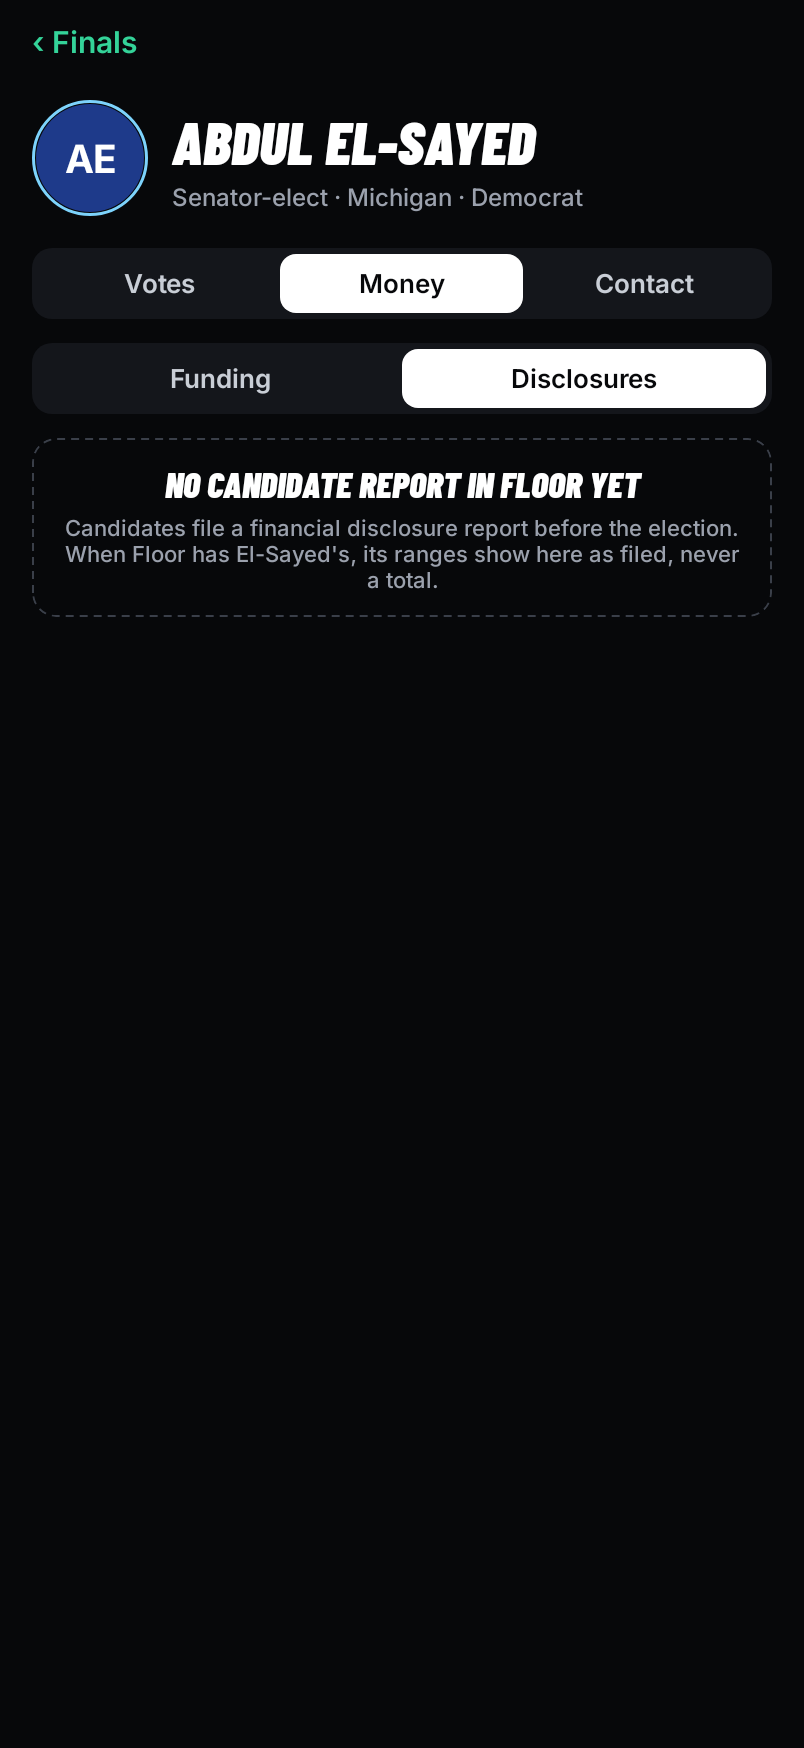 ‹ Finals
AE
ABDUL EL-SAYED
Senator-elect · Michigan · Democrat
Votes
Money
Contact
Funding
Disclosures
NO CANDIDATE REPORT IN FLOOR YET
Candidates file a financial disclosure report before the election.
When Floor has El-Sayed's, its ranges show here as filed, never
a total.